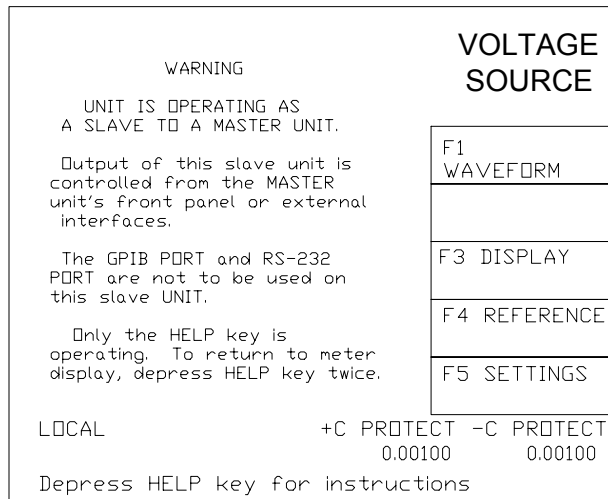 VOLTAGE
SOURCE
WARNING
UNIT IS OPERATING AS
A SLAVE TO A MASTER UNIT.
Output of this slave unit is
controlled from the MASTER
unit's front panel or external
interfaces.
The GPIB PORT and RS-232
PORT are not to be used on
this slave UNIT.
Only the HELP key is
operating. To return to meter
display, depress HELP key twice.
F1
WAVEFORM
F3 DISPLAY
F4 REFERENCE
F5 SETTINGS
LOCAL +C PROTECT -C PROTECT
0.00100 0.00100
Depress HELP key for instructions